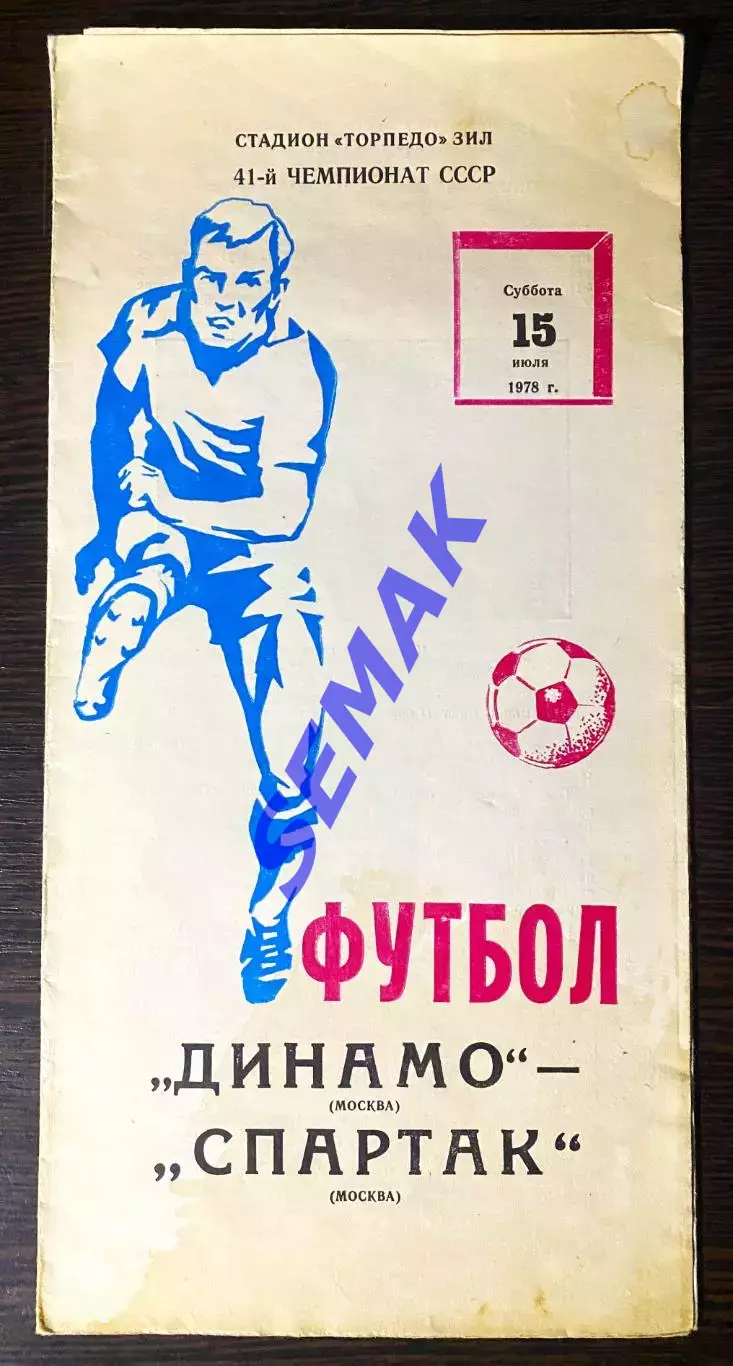 СТАДИОН «ТОРПЕДО» ЗИЛ
41-й ЧЕМПИОНАТ СССР
Суббота
15
июля
1978 г.
SEMAK
ФУТБОЛ
„ДИНАМО“ —
(МОСКВА)
„СПАРТАК“
(МОСКВА)